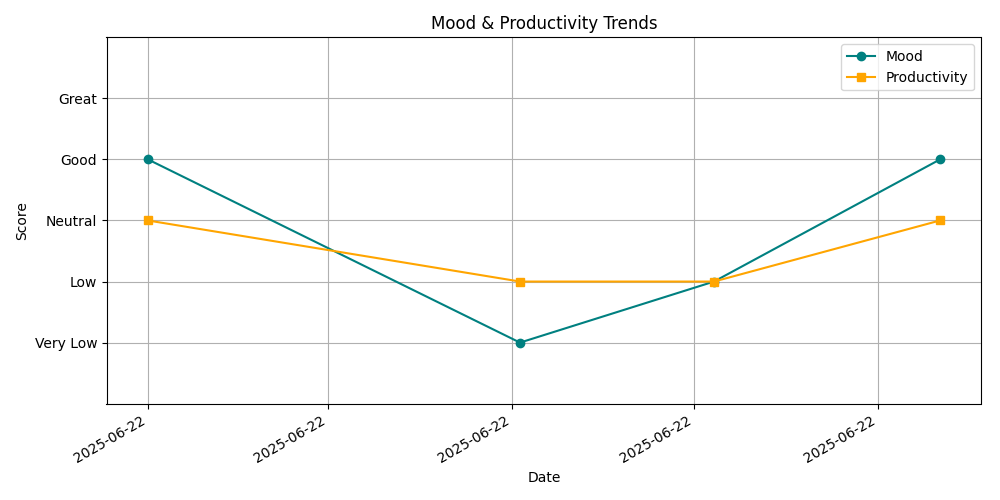 Mood & Productivity Trends
Mood
Productivity
Great
Good
Neutral
Low
Very Low
Score
2025-06-22
2025-06-22
2025-06-22
2025-06-22
2025-06-22
Date